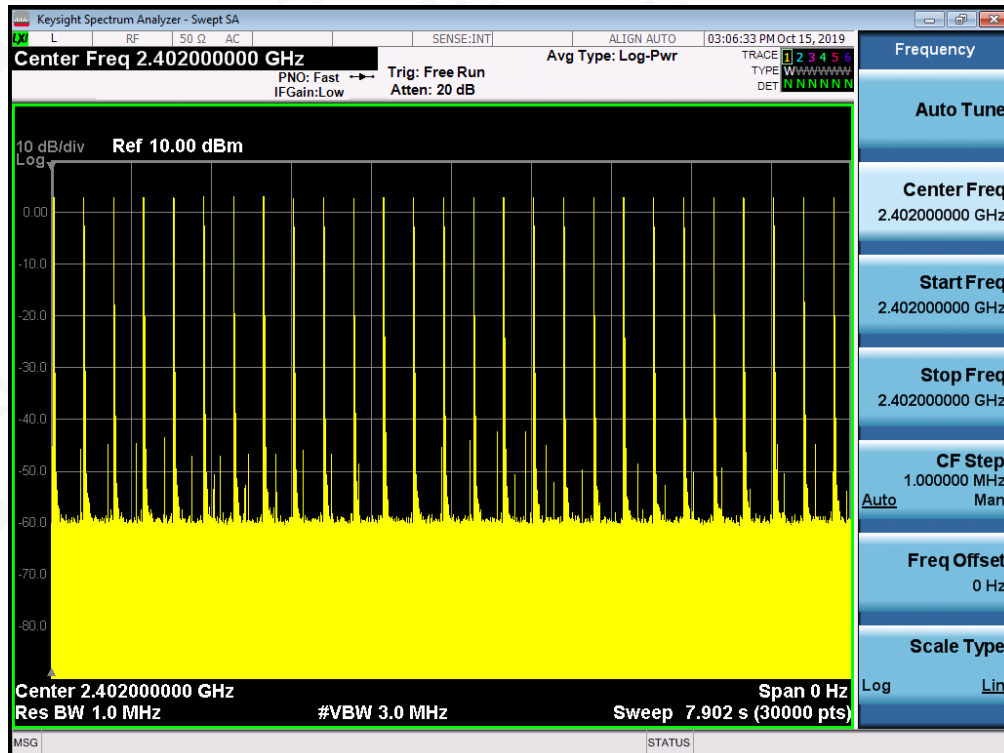 Keysight Spectrum Analyzer - Swept SA
LXI L RF 50 Ω AC SENSE:INT ALIGN AUTO 03:06:33 PM Oct 15, 2019
Center Freq 2.402000000 GHz
PNO: Fast
IFGain:Low
Trig: Free Run
Atten: 20 dB
Avg Type: Log-Pwr
TRACE 1 2 3 4 5 6
TYPE WWWWWW
DET N N N N N N
10 dB/div Ref 10.00 dBm
Log
0.00
-10.0
-20.0
-30.0
-40.0
-50.0
-60.0
-70.0
-80.0
Center 2.402000000 GHz Span 0 Hz
Res BW 1.0 MHz #VBW 3.0 MHz Sweep 7.902 s (30000 pts)
MSG STATUS
Frequency
Auto Tune
Center Freq
2.402000000 GHz
Start Freq
2.402000000 GHz
Stop Freq
2.402000000 GHz
CF Step
1.000000 MHz
Auto Man
Freq Offset
0 Hz
Scale Type
Log Lin